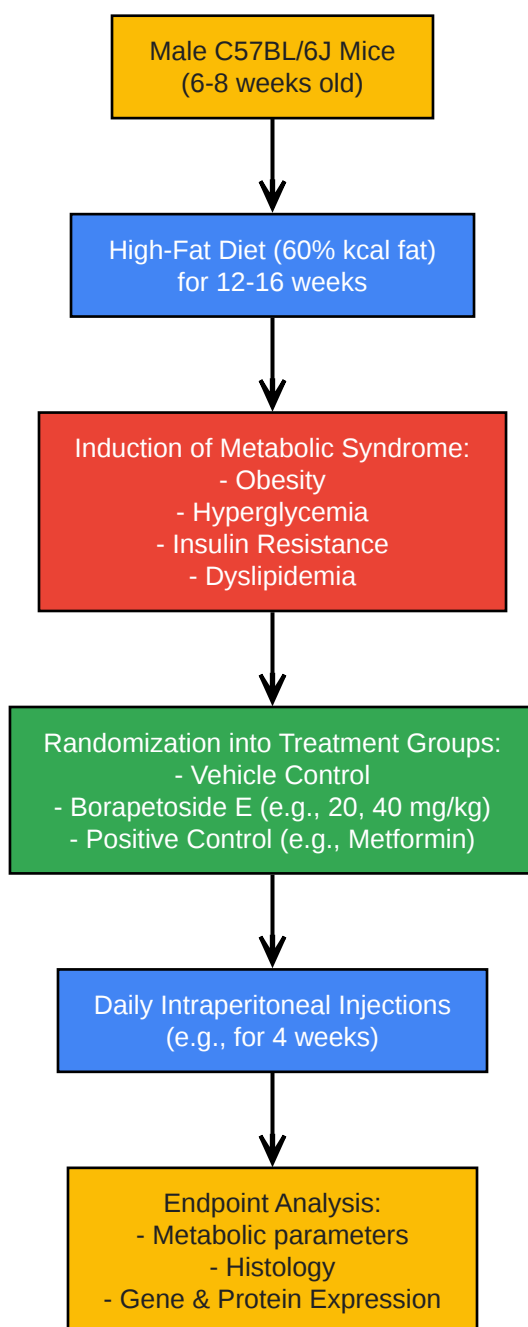 Male C57BL/6J Mice
(6-8 weeks old)
High-Fat Diet (60% kcal fat)
for 12-16 weeks
Induction of Metabolic Syndrome:
- Obesity
- Hyperglycemia
- Insulin Resistance
- Dyslipidemia
Randomization into Treatment Groups:
- Vehicle Control
- Borapetoside E (e.g., 20, 40 mg/kg)
- Positive Control (e.g., Metformin)
Daily Intraperitoneal Injections
(e.g., for 4 weeks)
Endpoint Analysis:
- Metabolic parameters
- Histology
- Gene & Protein Expression